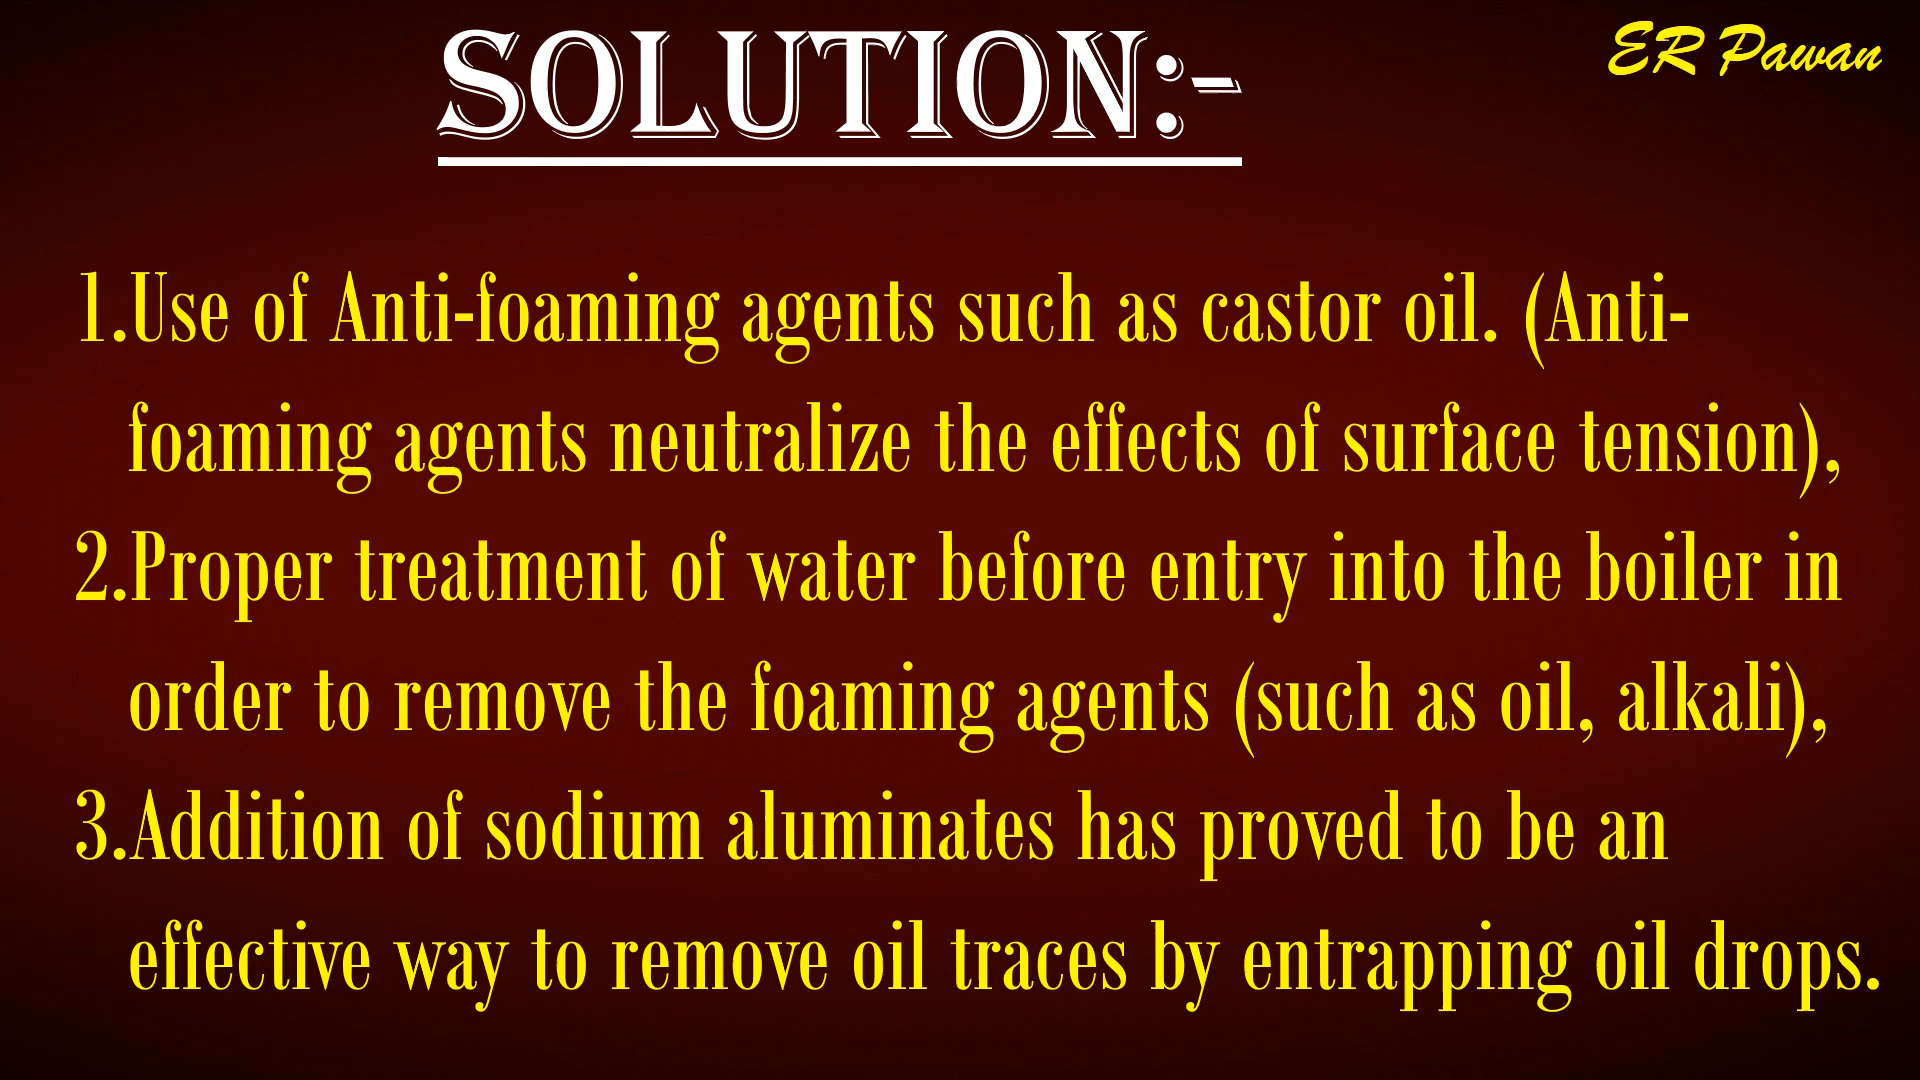 SOLUTION:-
ER Pawan
1.Use of Anti-foaming agents such as castor oil. (Anti-
foaming agents neutralize the effects of surface tension),
2.Proper treatment of water before entry into the boiler in
order to remove the foaming agents (such as oil, alkali),
3.Addition of sodium aluminates has proved to be an
effective way to remove oil traces by entrapping oil drops.